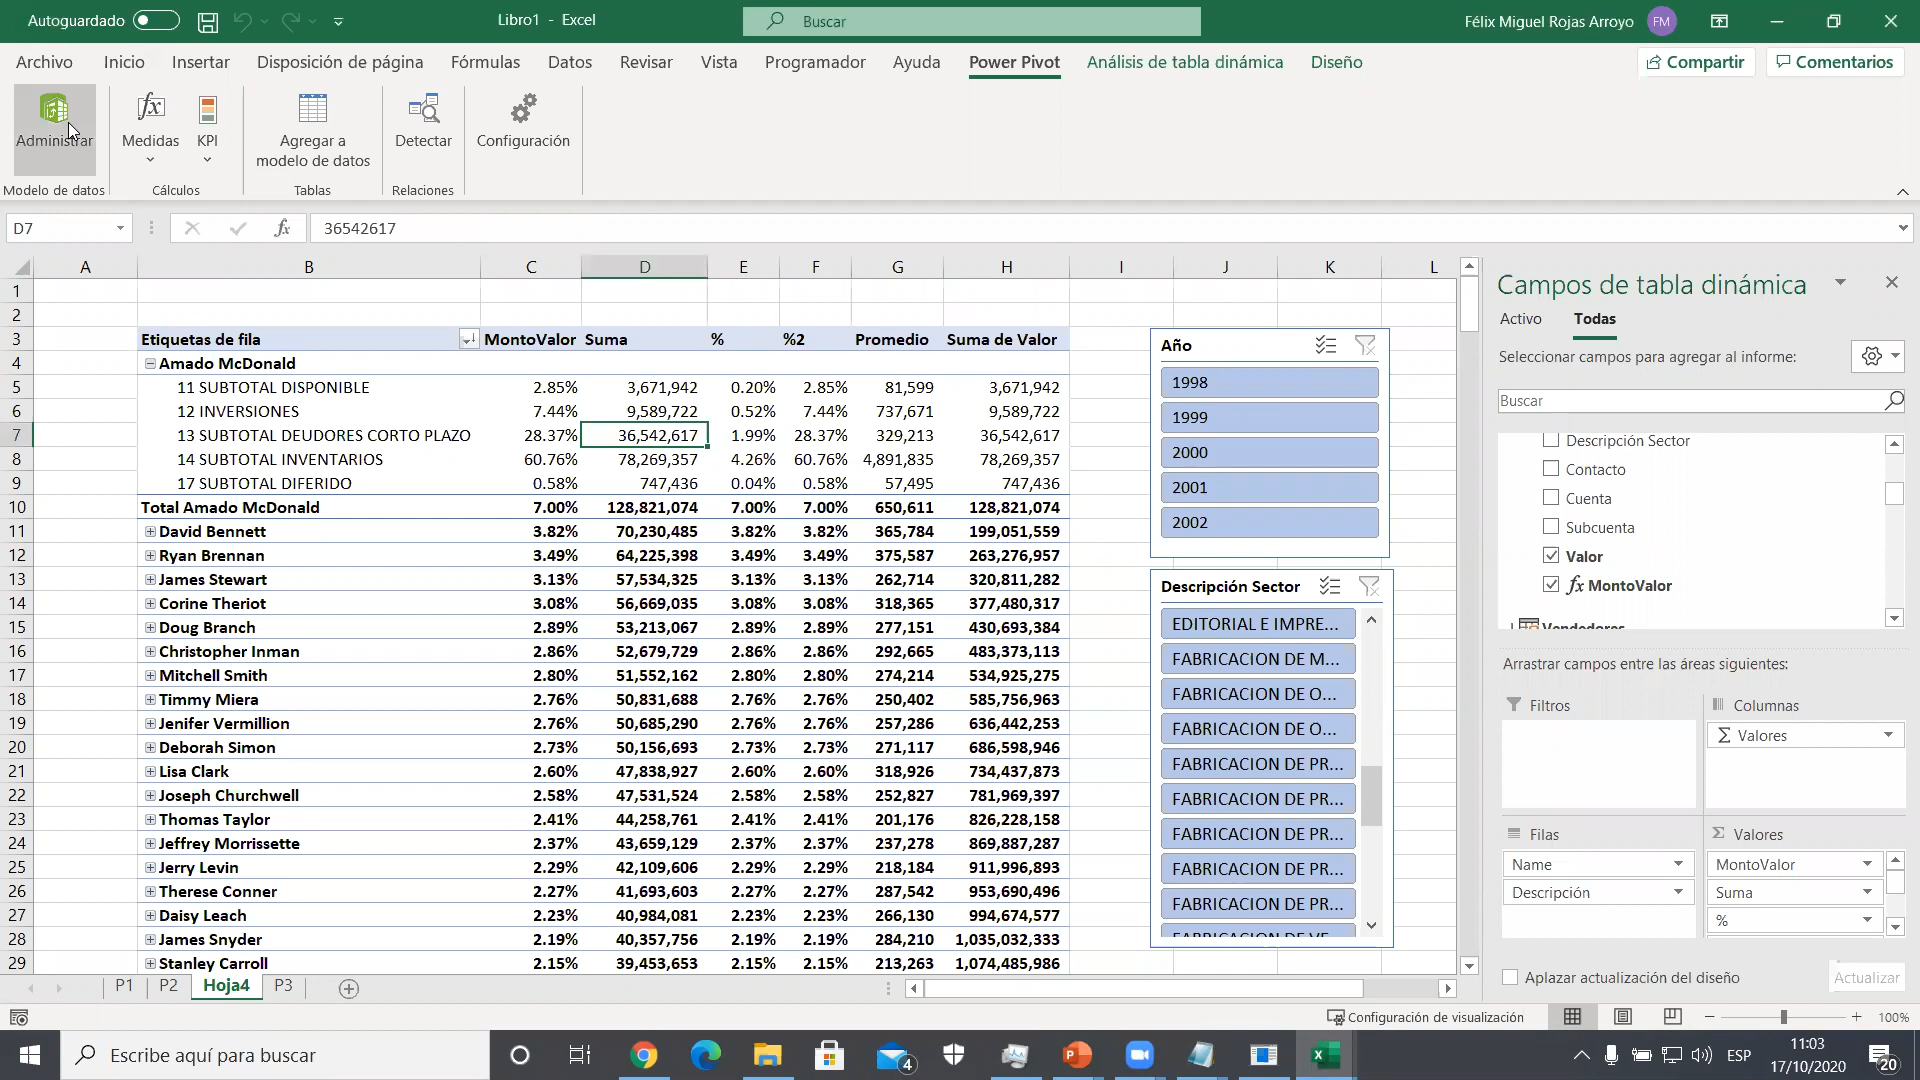 Autoguardado
Libro1 - Excel
Buscar
Félix Miguel Rojas Arroyo FM
Archivo Inicio Insertar Disposición de página Fórmulas Datos Revisar Vista Programador Ayuda Power Pivot Análisis de tabla dinámica Diseño Compartir Comentarios
Administrar Medidas KPI Agregar a modelo de datos Detectar Configuración
Modelo de datos Cálculos Tablas Relaciones
D7 fx 36542617
A B C D E F G H I J K L
1
2
3 Etiquetas de fila MontoValor Suma % %2 Promedio Suma de Valor
4 Amado McDonald
5 11 SUBTOTAL DISPONIBLE 2.85% 3,671,942 0.20% 2.85% 81,599 3,671,942
6 12 INVERSIONES 7.44% 9,589,722 0.52% 7.44% 737,671 9,589,722
7 13 SUBTOTAL DEUDORES CORTO PLAZO 28.37% 36,542,617 1.99% 28.37% 329,213 36,542,617
8 14 SUBTOTAL INVENTARIOS 60.76% 78,269,357 4.26% 60.76% 4,891,835 78,269,357
9 17 SUBTOTAL DIFERIDO 0.58% 747,436 0.04% 0.58% 57,495 747,436
10 Total Amado McDonald 7.00% 128,821,074 7.00% 7.00% 650,611 128,821,074
11 David Bennett 3.82% 70,230,485 3.82% 3.82% 365,784 199,051,559
12 Ryan Brennan 3.49% 64,225,398 3.49% 3.49% 375,587 263,276,957
13 James Stewart 3.13% 57,534,325 3.13% 3.13% 262,714 320,811,282
14 Corine Theriot 3.08% 56,669,035 3.08% 3.08% 318,365 377,480,317
15 Doug Branch 2.89% 53,213,067 2.89% 2.89% 277,151 430,693,384
16 Christopher Inman 2.86% 52,679,729 2.86% 2.86% 292,665 483,373,113
17 Mitchell Smith 2.80% 51,552,162 2.80% 2.80% 274,214 534,925,275
18 Timmy Miera 2.76% 50,831,688 2.76% 2.76% 250,402 585,756,963
19 Jenifer Vermillion 2.76% 50,685,290 2.76% 2.76% 257,286 636,442,253
20 Deborah Simon 2.73% 50,156,693 2.73% 2.73% 271,117 686,598,946
21 Lisa Clark 2.60% 47,838,927 2.60% 2.60% 318,926 734,437,873
22 Joseph Churchwell 2.58% 47,531,524 2.58% 2.58% 252,827 781,969,397
23 Thomas Taylor 2.41% 44,258,761 2.41% 2.41% 201,176 826,228,158
24 Jeffrey Morrissette 2.37% 43,659,129 2.37% 2.37% 237,278 869,887,287
25 Jerry Levin 2.29% 42,109,606 2.29% 2.29% 218,184 911,996,893
26 Therese Conner 2.27% 41,693,603 2.27% 2.27% 287,542 953,690,496
27 Daisy Leach 2.23% 40,984,081 2.23% 2.23% 266,130 994,674,577
28 James Snyder 2.19% 40,357,756 2.19% 2.19% 284,210 1,035,032,333
29 Stanley Carroll 2.15% 39,453,653 2.15% 2.15% 213,263 1,074,485,986
Año
1998
1999
2000
2001
2002
Descripción Sector
EDITORIAL E IMPRE...
FABRICACION DE M...
FABRICACION DE O...
FABRICACION DE O...
FABRICACION DE PR...
FABRICACION DE PR...
FABRICACION DE PR...
FABRICACION DE PR...
FABRICACION DE PR...
FABRICACION DE VE...
Campos de tabla dinámica
Activo Todas
Seleccionar campos para agregar al informe:
Buscar
Descripción Sector
Contacto
Cuenta
Subcuenta
Valor
fx MontoValor
Vendedores
Arrastrar campos entre las áreas siguientes:
Filtros Columnas
Σ Valores
Filas Σ Valores
Name MontoValor
Descripción Suma
%
Aplazar actualización del diseño Actualizar
P1 P2 Hoja4 P3
Configuración de visualización 100%
Escribe aquí para buscar
4
ESP
11:03
17/10/2020
20